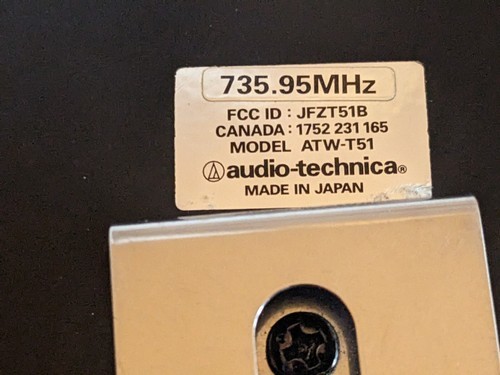 735.95MHz
FCC ID : JFZT51B
CANADA : 1752 231 165
MODEL ATW-T51
audio-technica®
MADE IN JAPAN